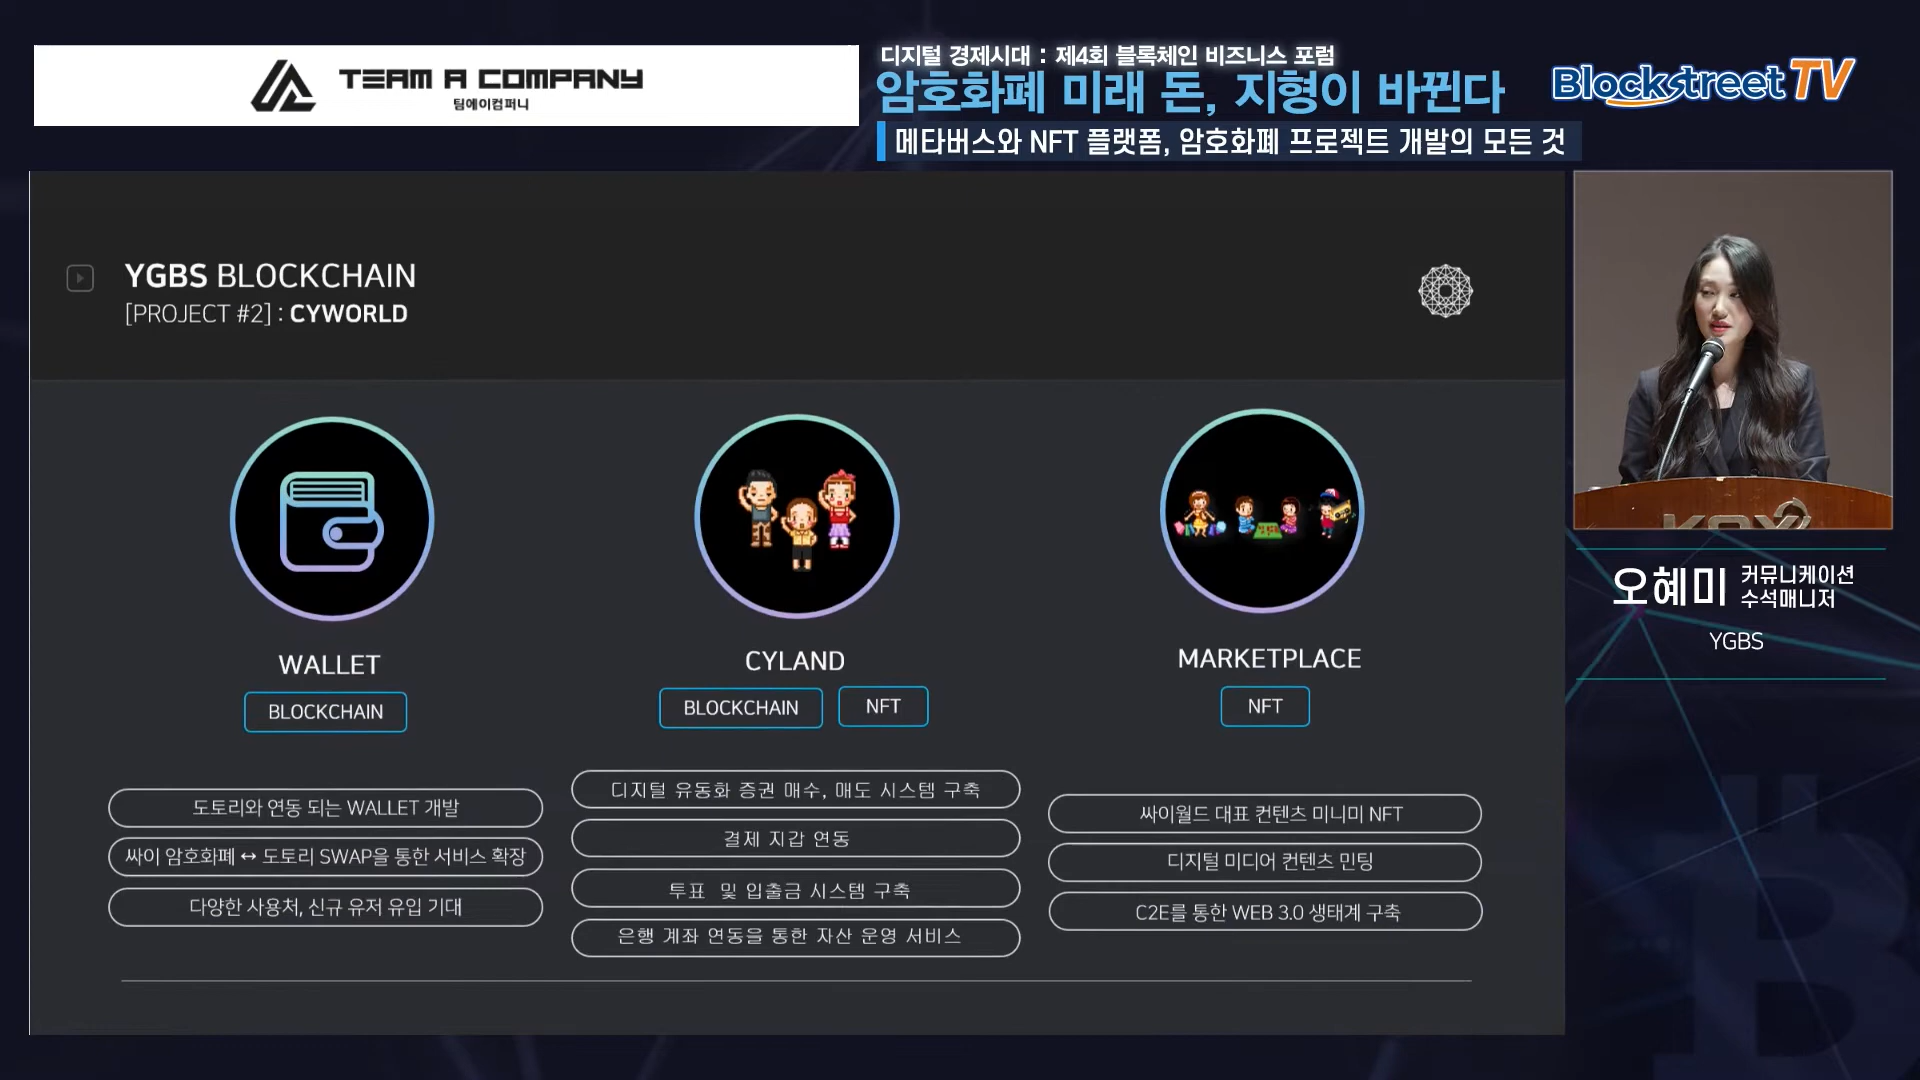 TEAM A COMPANY
팀에이컴퍼니
디지털 경제시대 : 제4회 블록체인 비즈니스 포럼
암호화폐 미래 돈, 지형이 바뀐다
메타버스와 NFT 플랫폼, 암호화폐 프로젝트 개발의 모든 것
Blockstreet TV
YGBS BLOCKCHAIN
[PROJECT #2] : CYWORLD
WALLET
BLOCKCHAIN
도토리와 연동 되는 WALLET 개발
싸이 암호화폐 ↔ 도토리 SWAP을 통한 서비스 확장
다양한 사용처, 신규 유저 유입 기대
CYLAND
BLOCKCHAIN
NFT
디지털 유동화 증권 매수, 매도 시스템 구축
결제 지갑 연동
투표 및 입출금 시스템 구축
은행 계좌 연동을 통한 자산 운영 서비스
MARKETPLACE
NFT
싸이월드 대표 컨텐츠 미니미 NFT
디지털 미디어 컨텐츠 민팅
C2E를 통한 WEB 3.0 생태계 구축
오혜미 커뮤니케이션
수석매니저
YGBS